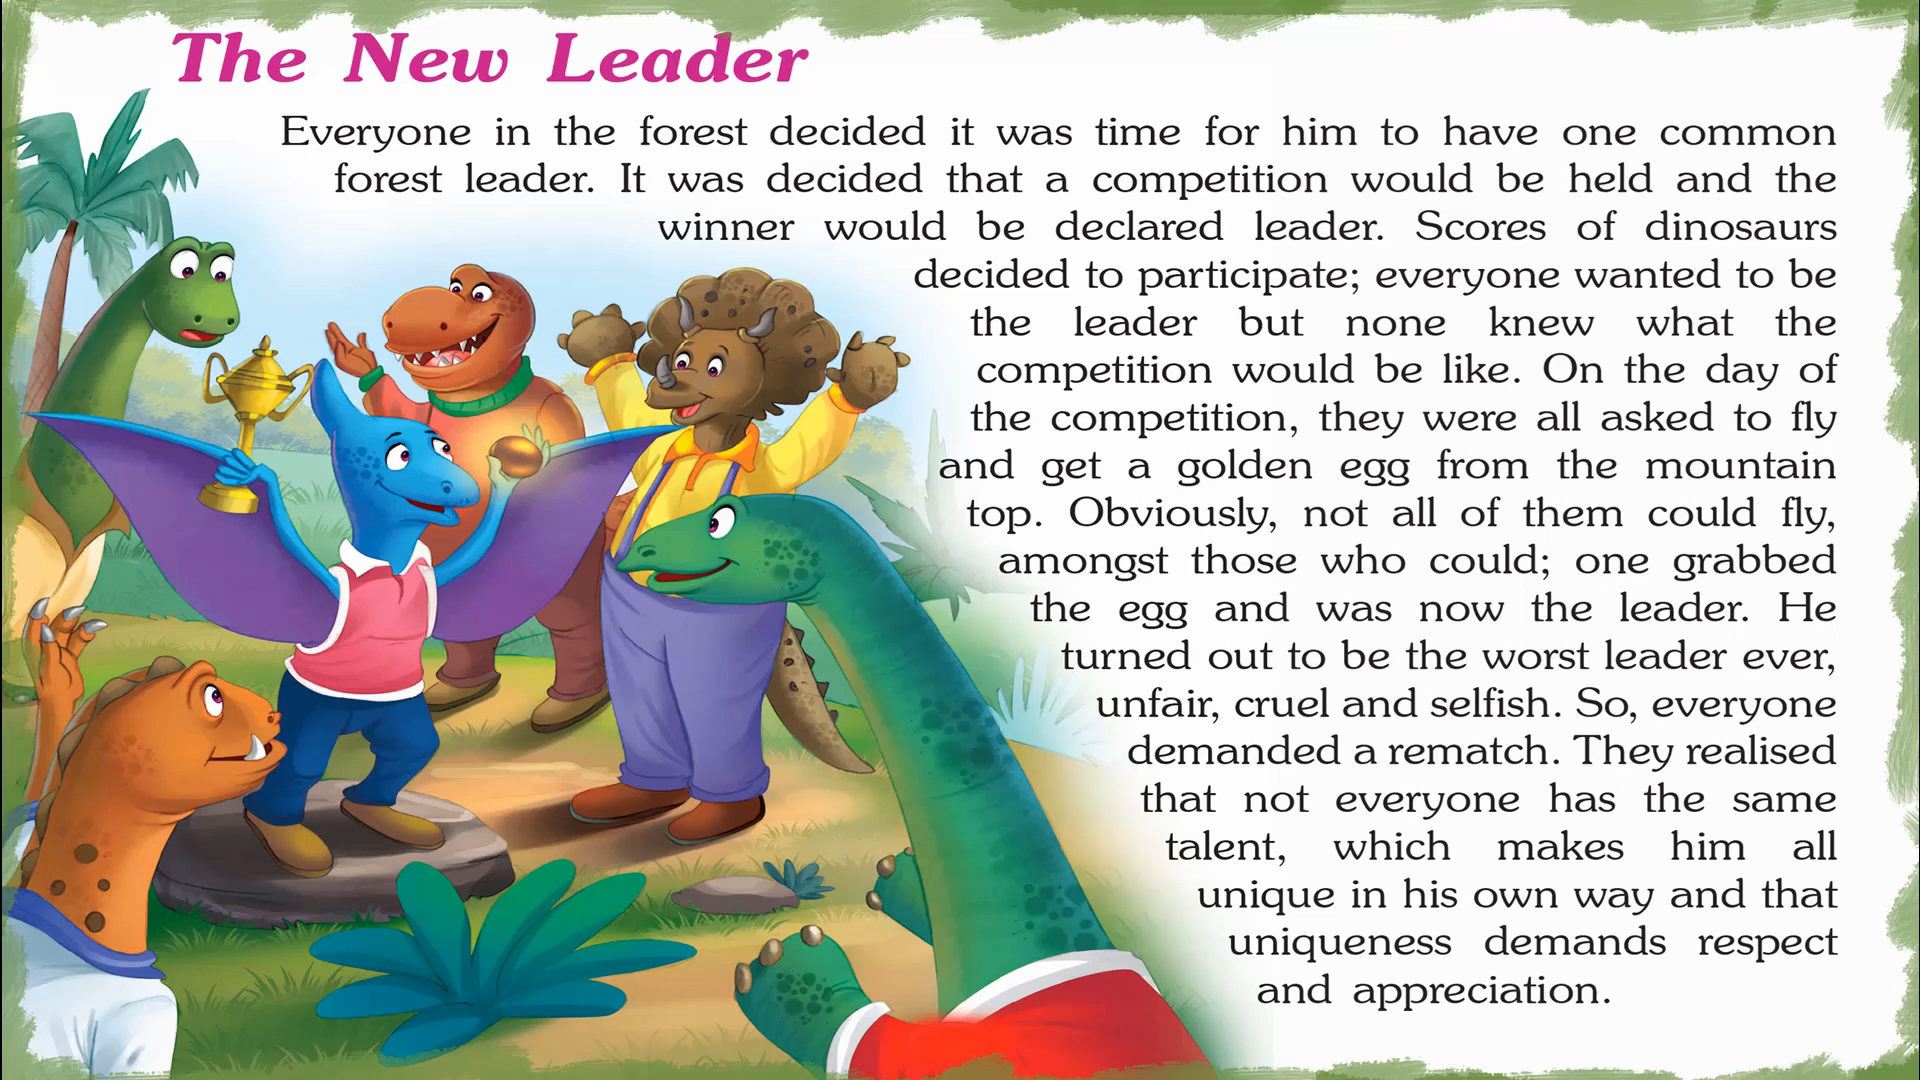 The New Leader
Everyone in the forest decided it was time for him to have one common
forest leader. It was decided that a competition would be held and the
winner would be declared leader. Scores of dinosaurs
decided to participate; everyone wanted to be
the leader but none knew what the
competition would be like. On the day of
the competition, they were all asked to fly
and get a golden egg from the mountain
top. Obviously, not all of them could fly,
amongst those who could; one grabbed
the egg and was now the leader. He
turned out to be the worst leader ever,
unfair, cruel and selfish. So, everyone
demanded a rematch. They realised
that not everyone has the same
talent, which makes him all
unique in his own way and that
uniqueness demands respect
and appreciation.